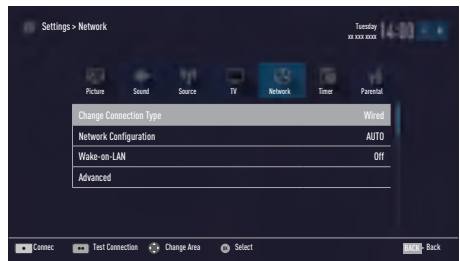 Settings > Network
Tuesday
xx xxx xxxx
14:00
Picture Sound Source TV Network Timer Parental
Change Connection Type Wired
Network Configuration AUTO
Wake-on-LAN Off
Advanced
Connec Test Connection Change Area OK Select BACK Back